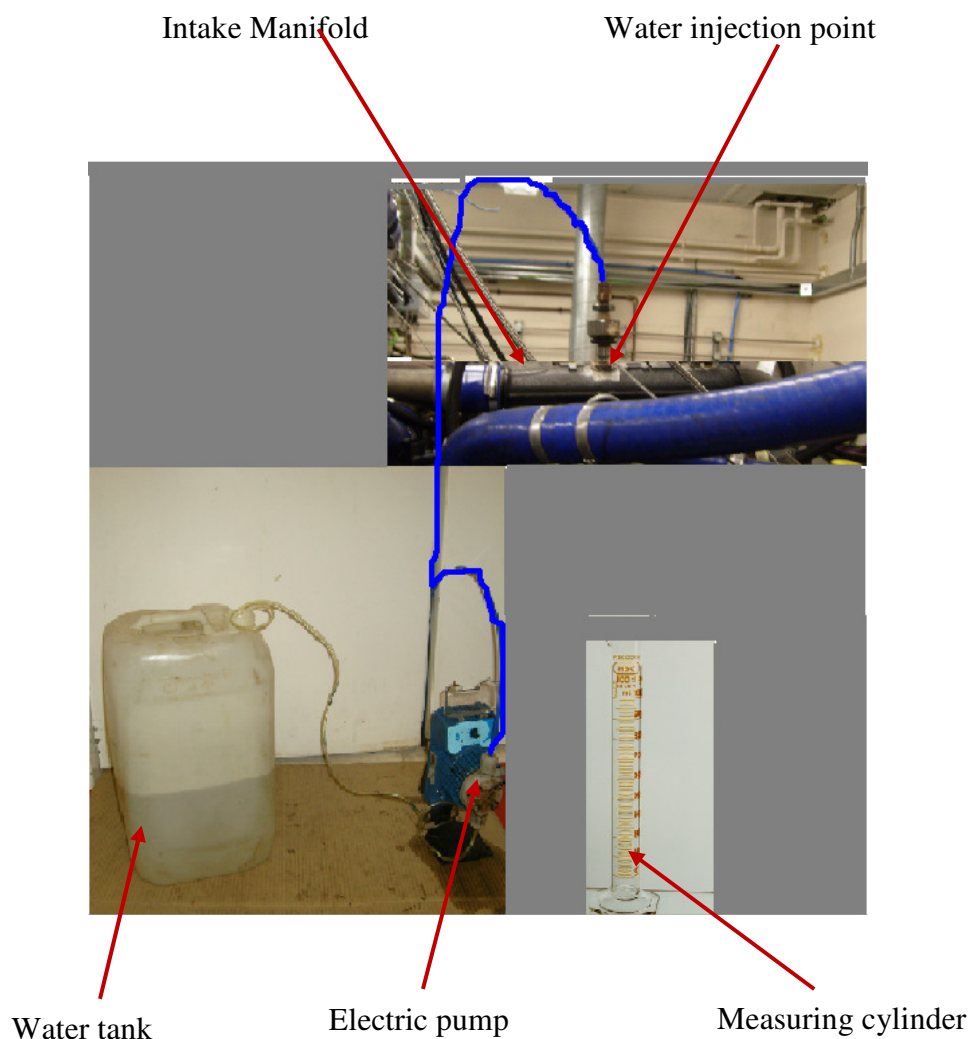 Intake Manifold
Water injection point
Water tank
Electric pump
Measuring cylinder